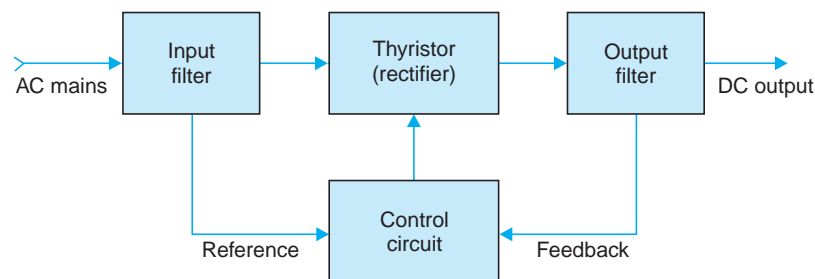 Input
filter
Thyristor
(rectifier)
Output
filter
AC mains
DC output
Control
circuit
Reference
Feedback